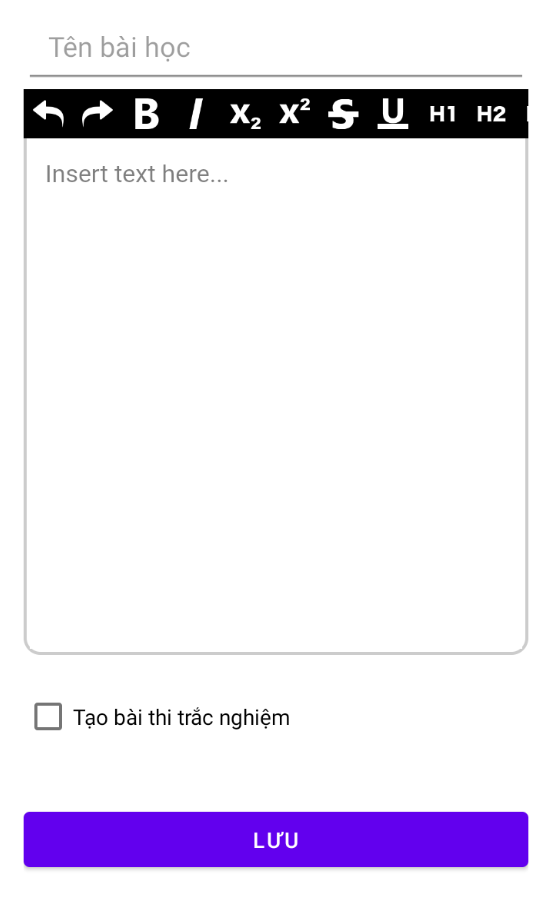 Tên bài học
B I X₂ X² S U H1 H2
Insert text here...
Tạo bài thi trắc nghiệm
LƯU